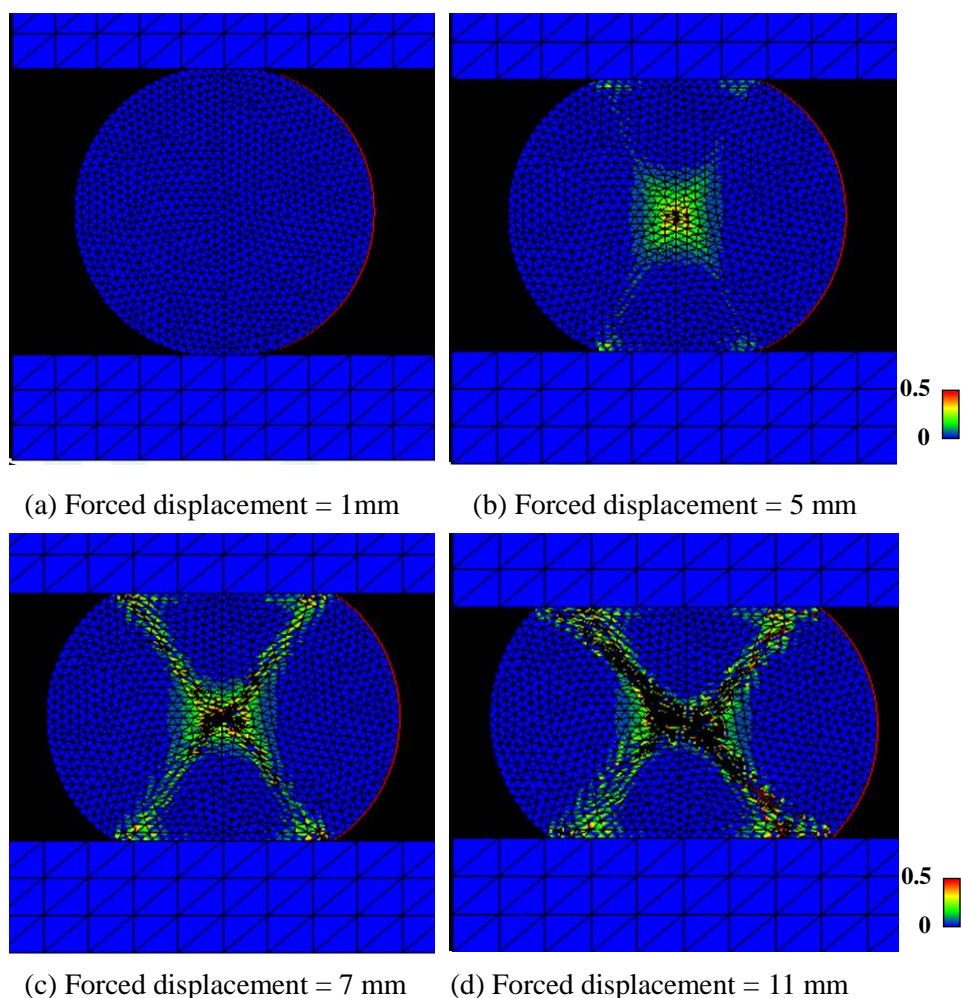 0.5
0
(a) Forced displacement = 1mm
(b) Forced displacement = 5 mm
0.5
0
(c) Forced displacement = 7 mm
(d) Forced displacement = 11 mm